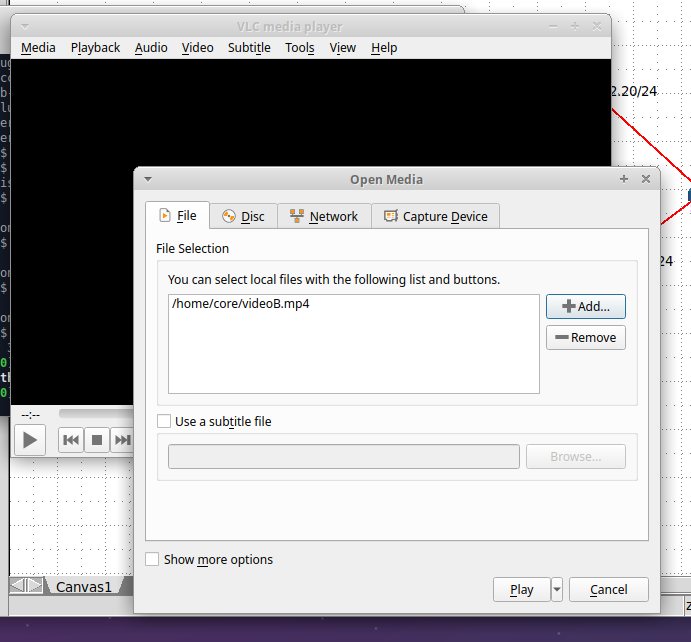 VLC media player
Media Playback Audio Video Subtitle Tools View Help
2.20/24
Open Media
File Disc Network Capture Device
24
File Selection
You can select local files with the following list and buttons.
/home/core/videoB.mp4
Add...
Remove
--:--
Use a subtitle file
Browse...
Show more options
Canvas1
Play
Cancel